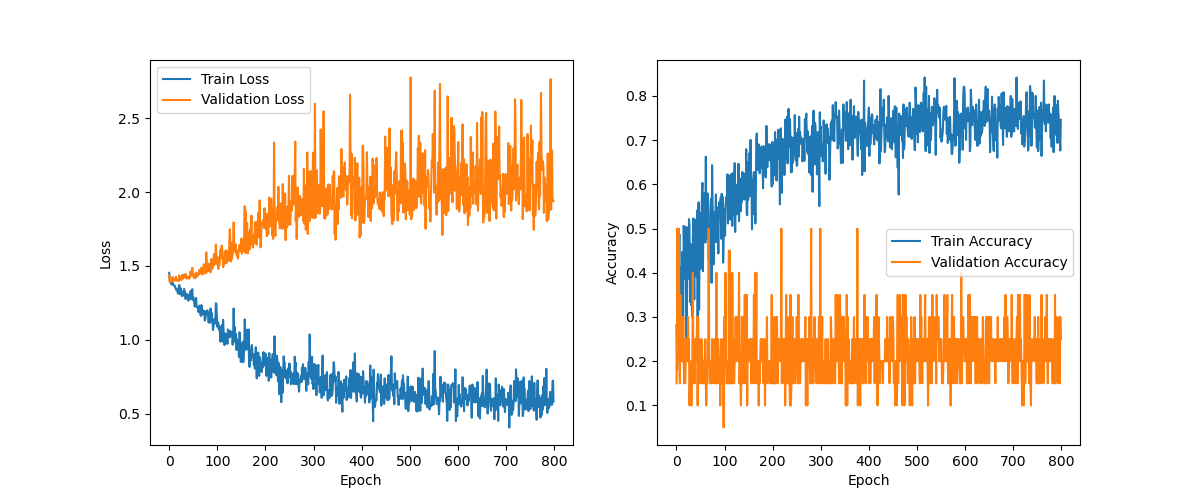 Train Loss
Validation Loss
2.5
2.0
1.5
1.0
0.5
Loss
0 100 200 300 400 500 600 700 800
Epoch
0.8
0.7
0.6
0.5
0.4
0.3
0.2
0.1
Accuracy
Train Accuracy
Validation Accuracy
0 100 200 300 400 500 600 700 800
Epoch